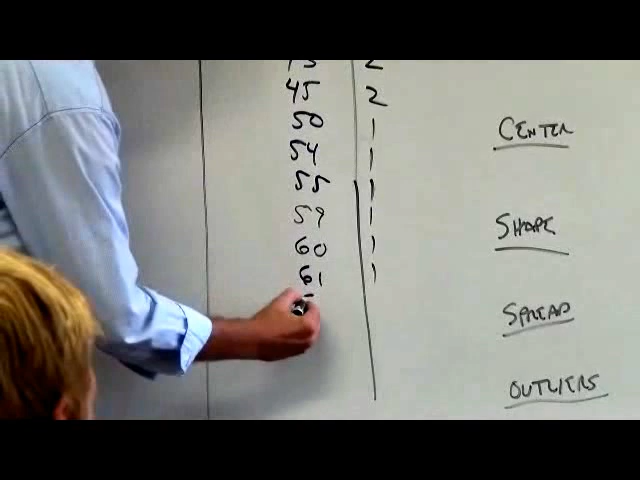 45 2
50 1
54 1
55 1
59 1
60 1
61 1
CENTER
SHAPE
SPREAD
OUTLIERS